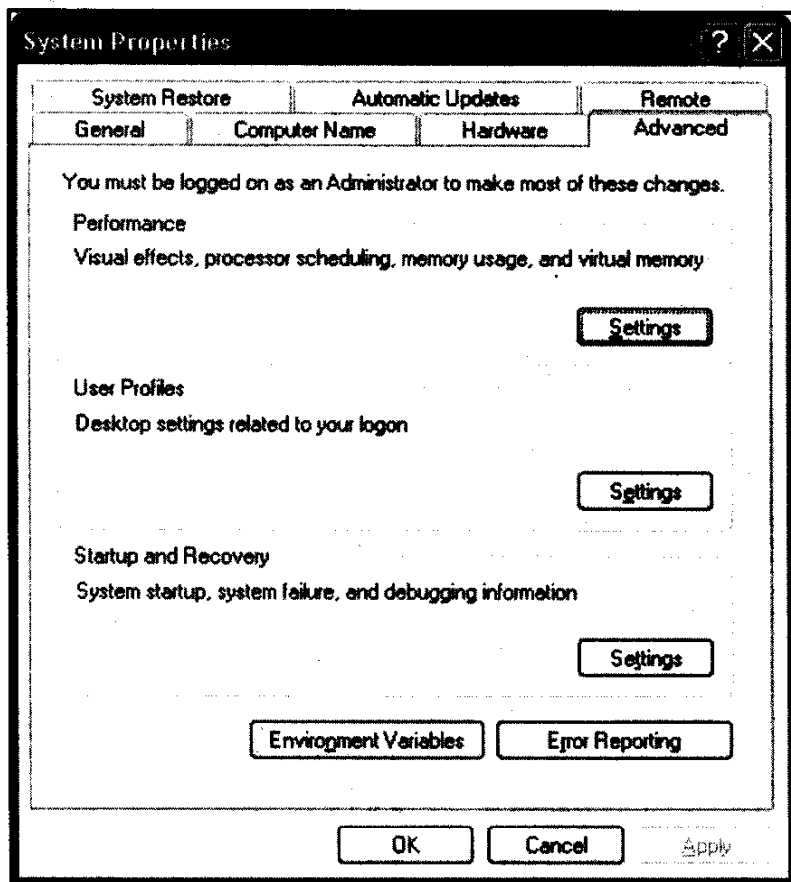 System Properties
System Restore Automatic Updates Remote
General Computer Name Hardware Advanced
You must be logged on as an Administrator to make most of these changes.
Performance
Visual effects, processor scheduling, memory usage, and virtual memory
Settings
User Profiles
Desktop settings related to your logon
Settings
Startup and Recovery
System startup, system failure, and debugging information
Settings
Environment Variables Error Reporting
OK Cancel Apply